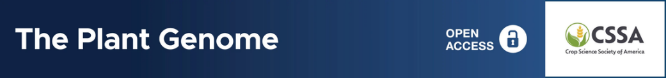 The Plant Genome
OPEN
ACCESS
CSSA
Crop Science Society of America